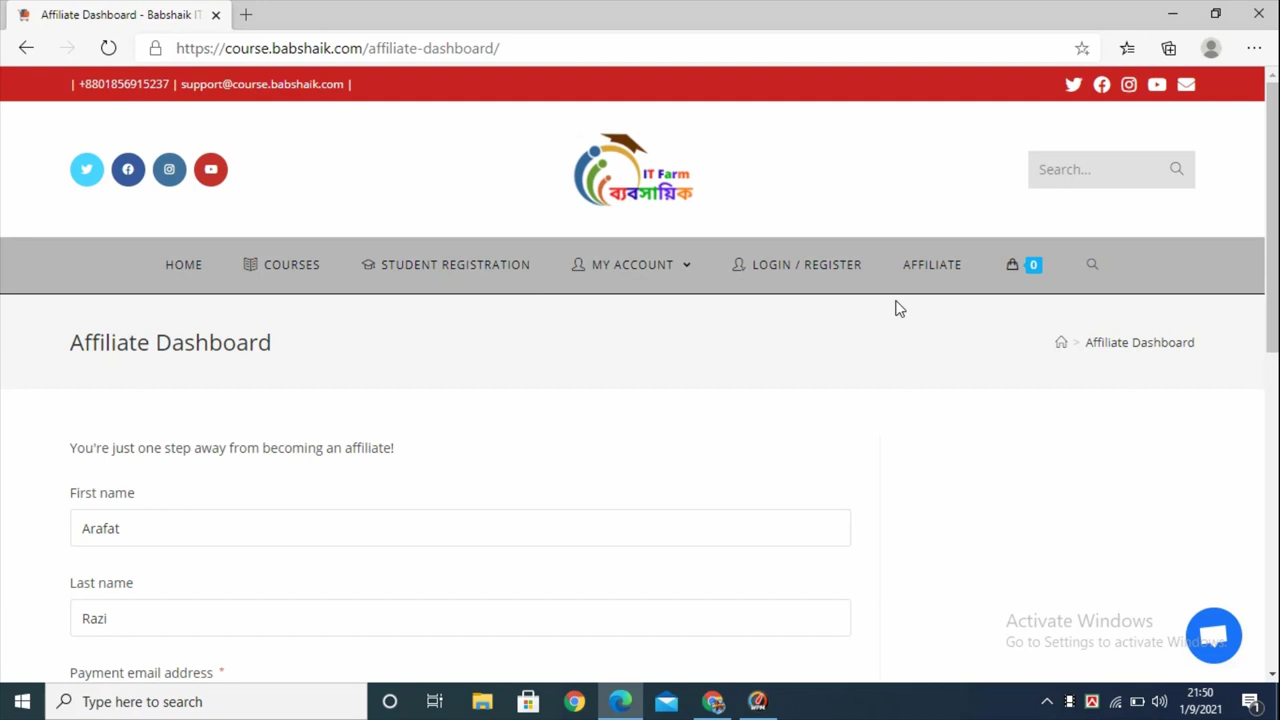 Affiliate Dashboard - Babshaik IT
https://course.babshaik.com/affiliate-dashboard/
| +8801856915237 | support@course.babshaik.com |
IT Farm
ব্যবসায়িক
Search...
HOME COURSES STUDENT REGISTRATION MY ACCOUNT LOGIN / REGISTER AFFILIATE 0
Affiliate Dashboard
> Affiliate Dashboard
You're just one step away from becoming an affiliate!
First name
Arafat
Last name
Razi
Payment email address *
Activate Windows
Go to Settings to activate Windows.
Type here to search
WPM
21:50
1/9/2021
1